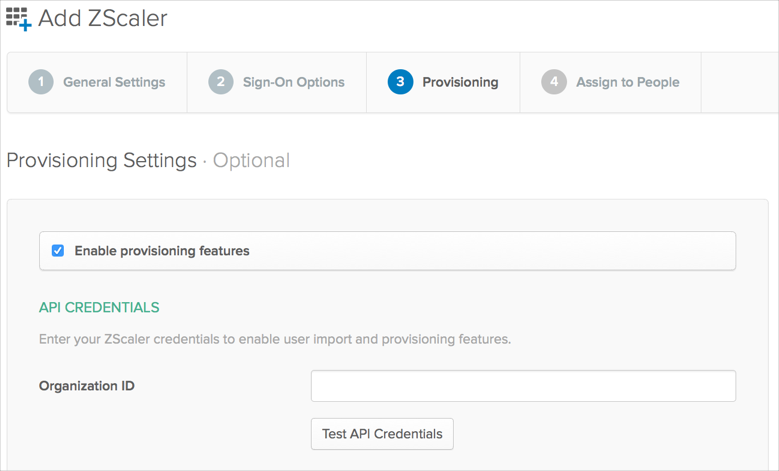 Add ZScaler
1 General Settings 2 Sign-On Options 3 Provisioning 4 Assign to People
Provisioning Settings · Optional
Enable provisioning features
API CREDENTIALS
Enter your ZScaler credentials to enable user import and provisioning features.
Organization ID
Test API Credentials